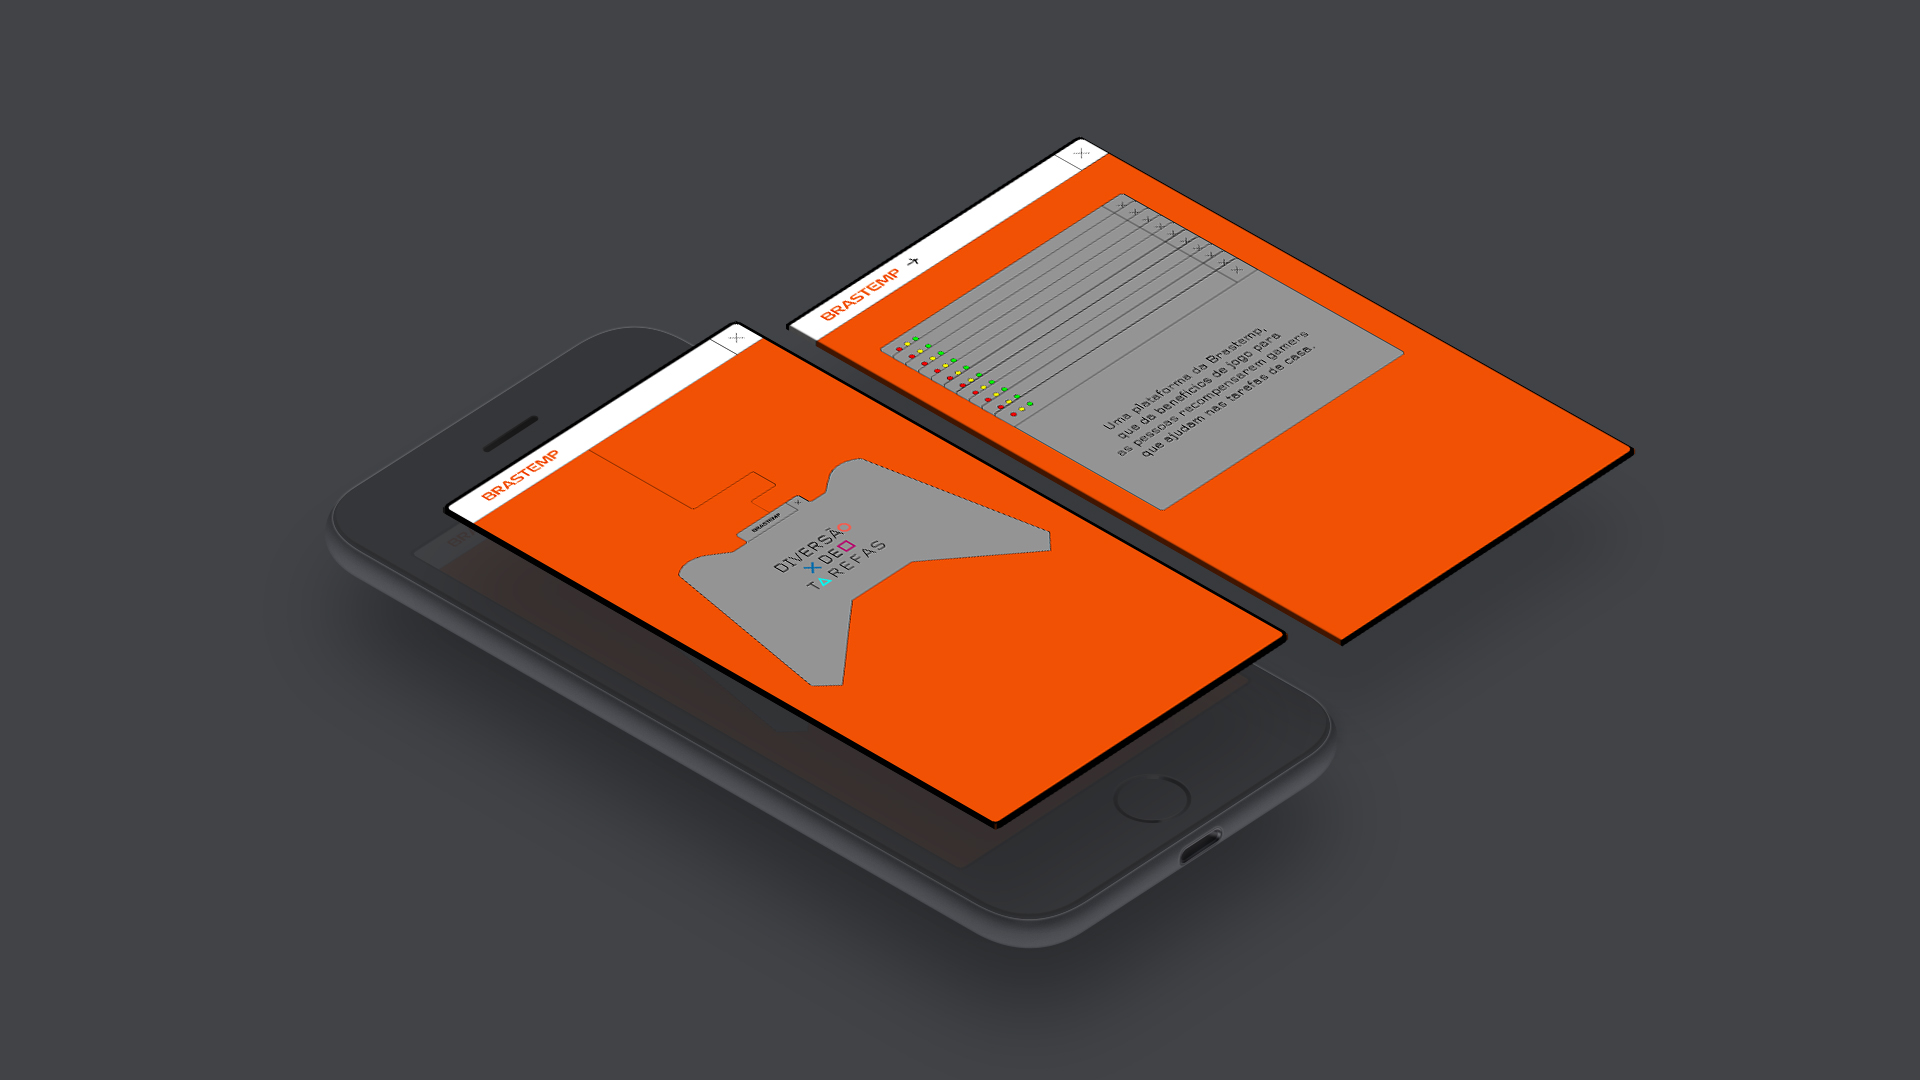 BRASTEMP
BRASTEMP
DIVERSÃO
X DE
TAREFAS
BRASTEMP
Uma plataforma da Brastemp,
que da benefícios de jogo para
as pessoas recompensarem gamers
que ajudam nas tarefas de casa.